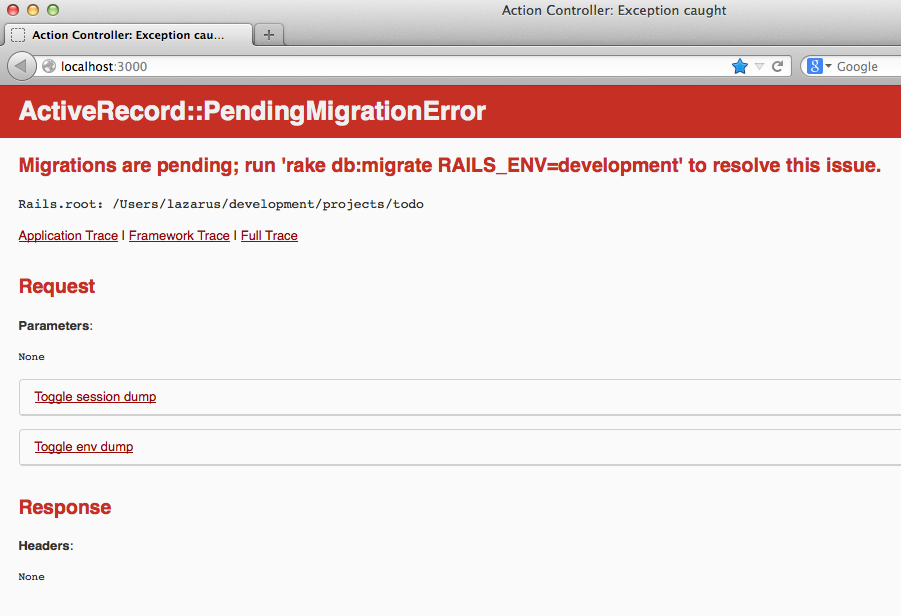 Action Controller: Exception caught
Action Controller: Exception cau...
localhost:3000
Google
ActiveRecord::PendingMigrationError
Migrations are pending; run 'rake db:migrate RAILS_ENV=development' to resolve this issue.
Rails.root: /Users/lazarus/development/projects/todo
Application Trace | Framework Trace | Full Trace
Request
Parameters:
None
Toggle session dump
Toggle env dump
Response
Headers:
None